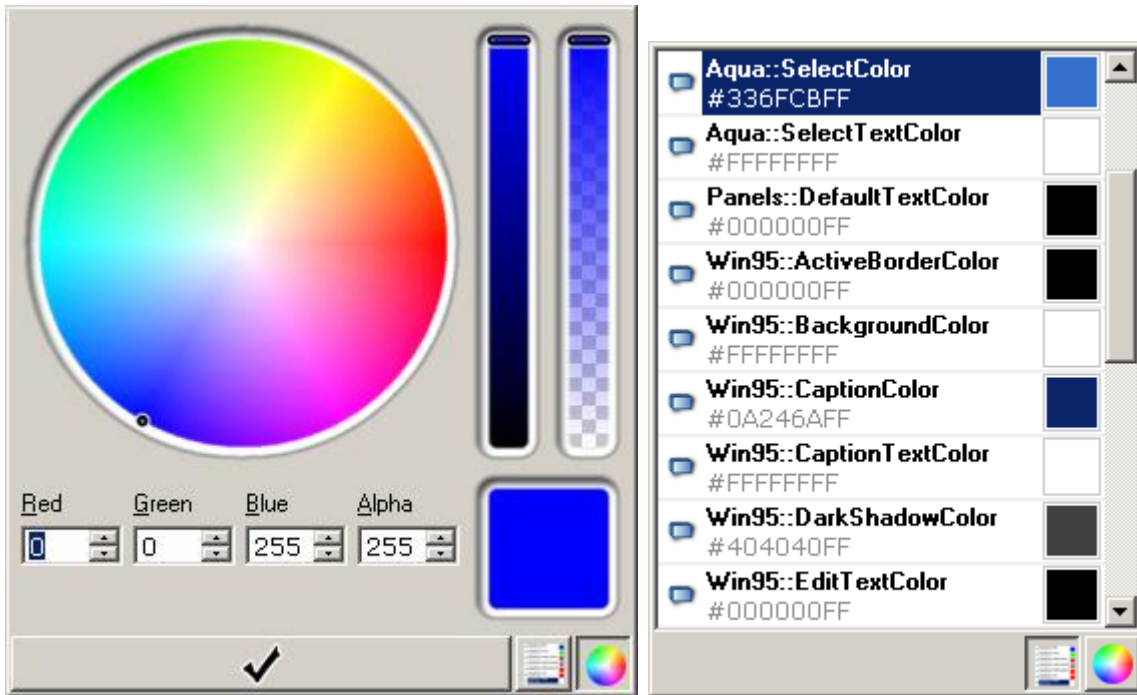 Red Green Blue Alpha
0 0 255 255
Aqua::SelectColor
#336FCBFF
Aqua::SelectTextColor
#FFFFFFFF
Panels::DefaultTextColor
#000000FF
Win95::ActiveBorderColor
#000000FF
Win95::BackgroundColor
#FFFFFFFF
Win95::CaptionColor
#0A246AFF
Win95::CaptionTextColor
#FFFFFFFF
Win95::DarkShadowColor
#404040FF
Win95::EditTextColor
#000000FF